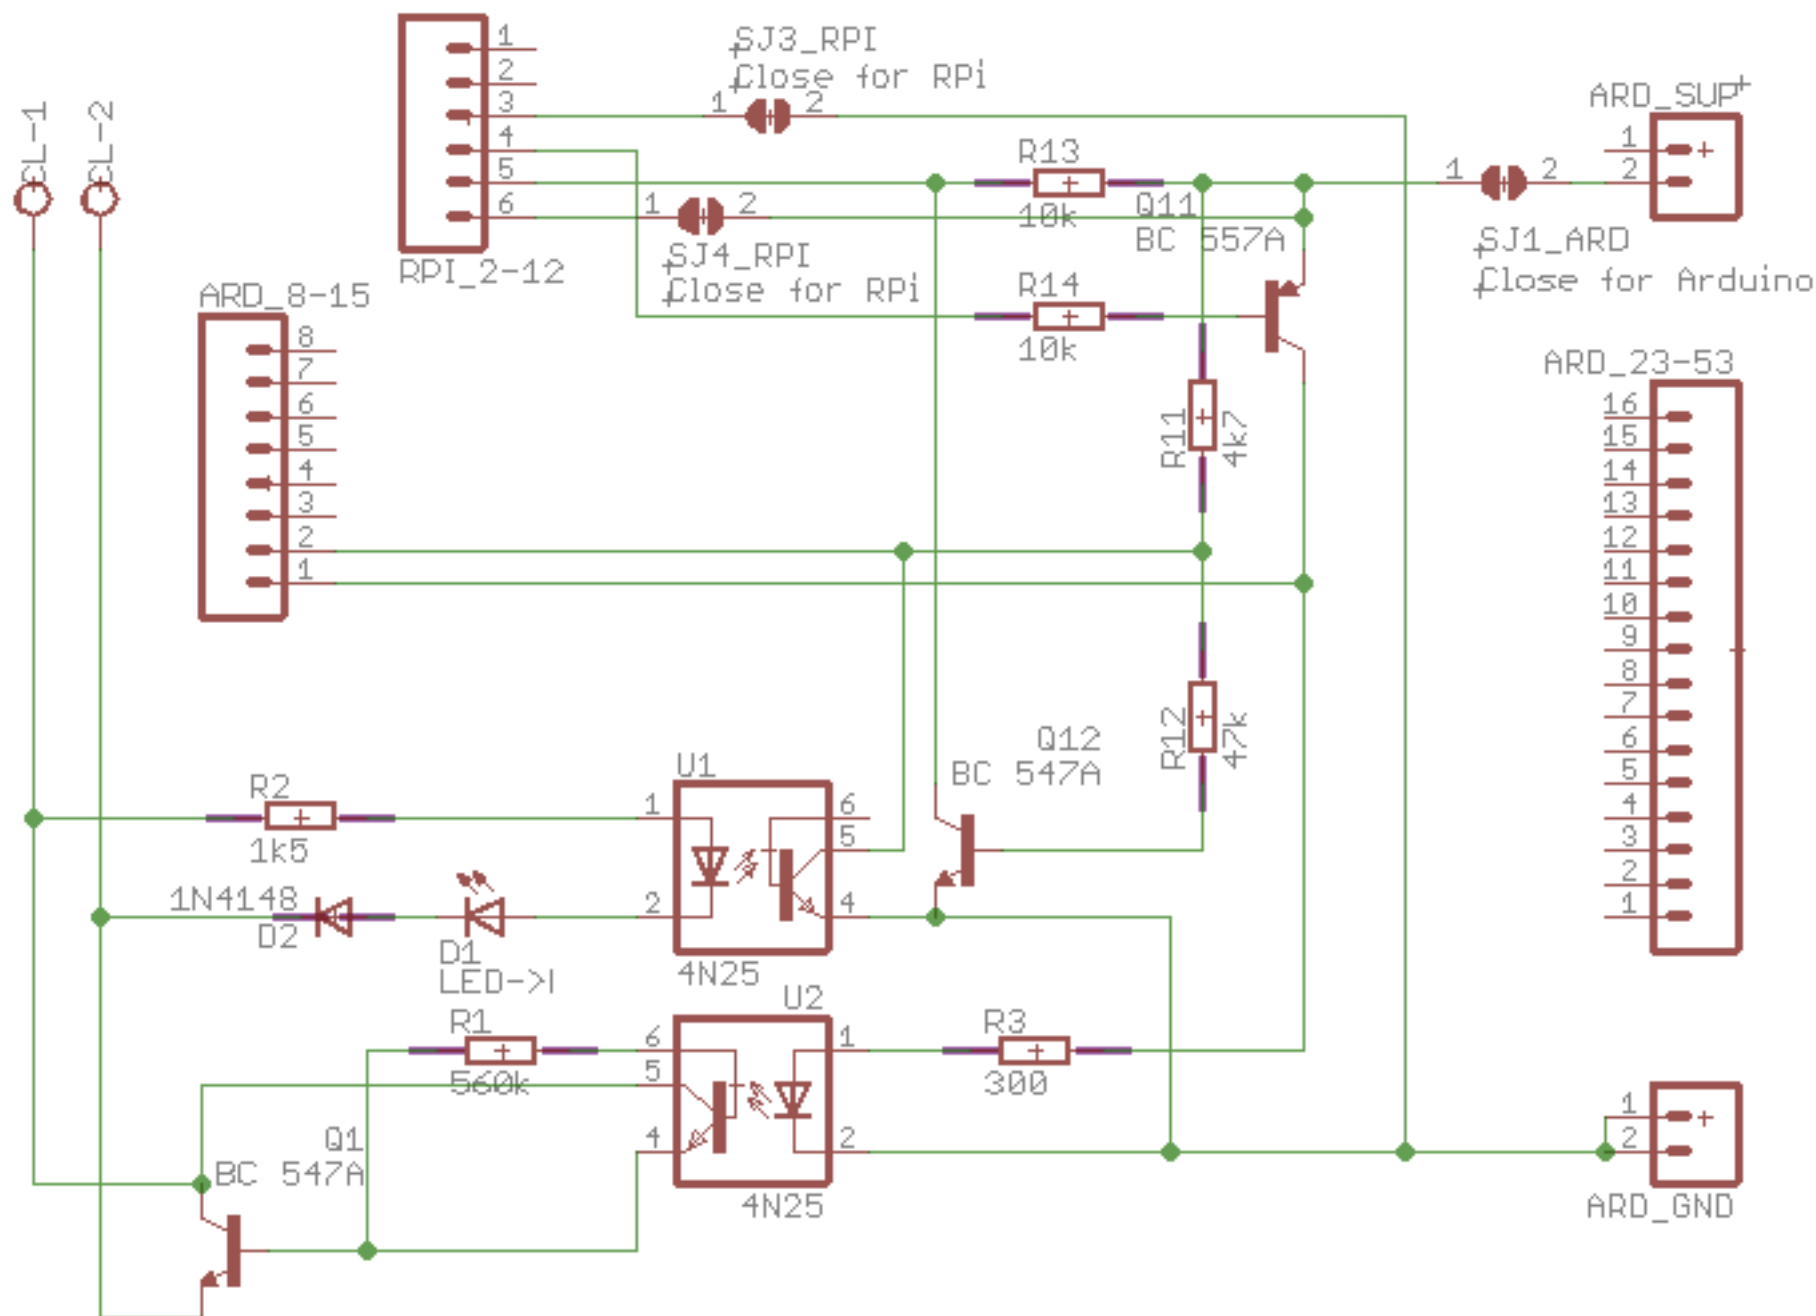 CL-1
CL-2
1
2
3
4
5
6
RPI_2-12
SJ3_RPI
Close for RPi
1
2
1
2
SJ4_RPI
Close for RPi
R13
10k
Q11
BC 557A
R14
10k
ARD_SUP
1
2
1
2
SJ1_ARD
Close for Arduino
ARD_8-15
8
7
6
5
4
3
2
1
R11
4k7
R12
47k
ARD_23-53
16
15
14
13
12
11
10
9
8
7
6
5
4
3
2
1
Q12
BC 547A
R2
1k5
1N4148
D2
D1
LED->I
U1
1
2
6
5
4
4N25
U2
6
5
4
1
2
4N25
R1
560k
R3
300
Q1
BC 547A
1
2
ARD_GND